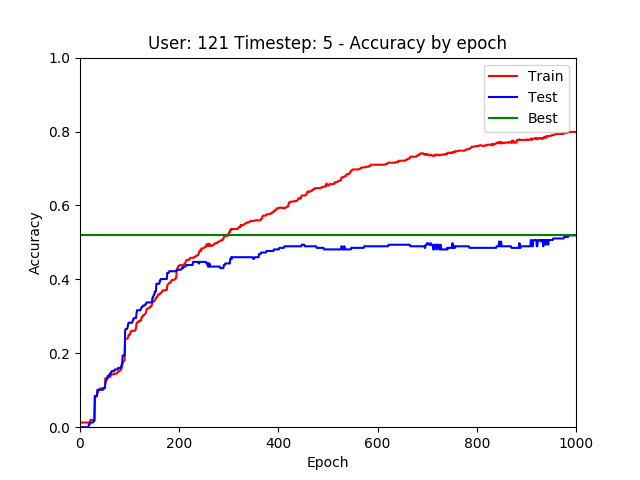 User: 121 Timestep: 5 - Accuracy by epoch
1.0
0.8
0.6
0.4
0.2
0.0
Accuracy
Train
Test
Best
0 200 400 600 800 1000
Epoch